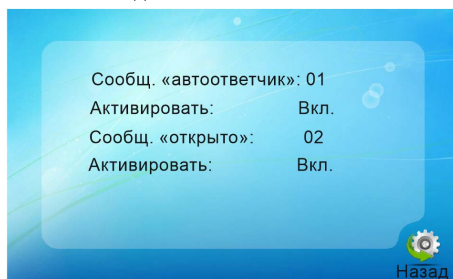 Сообщ. «автоответчик»: 01
Активировать: Вкл.
Сообщ. «открыто»: 02
Активировать: Вкл.
Назад